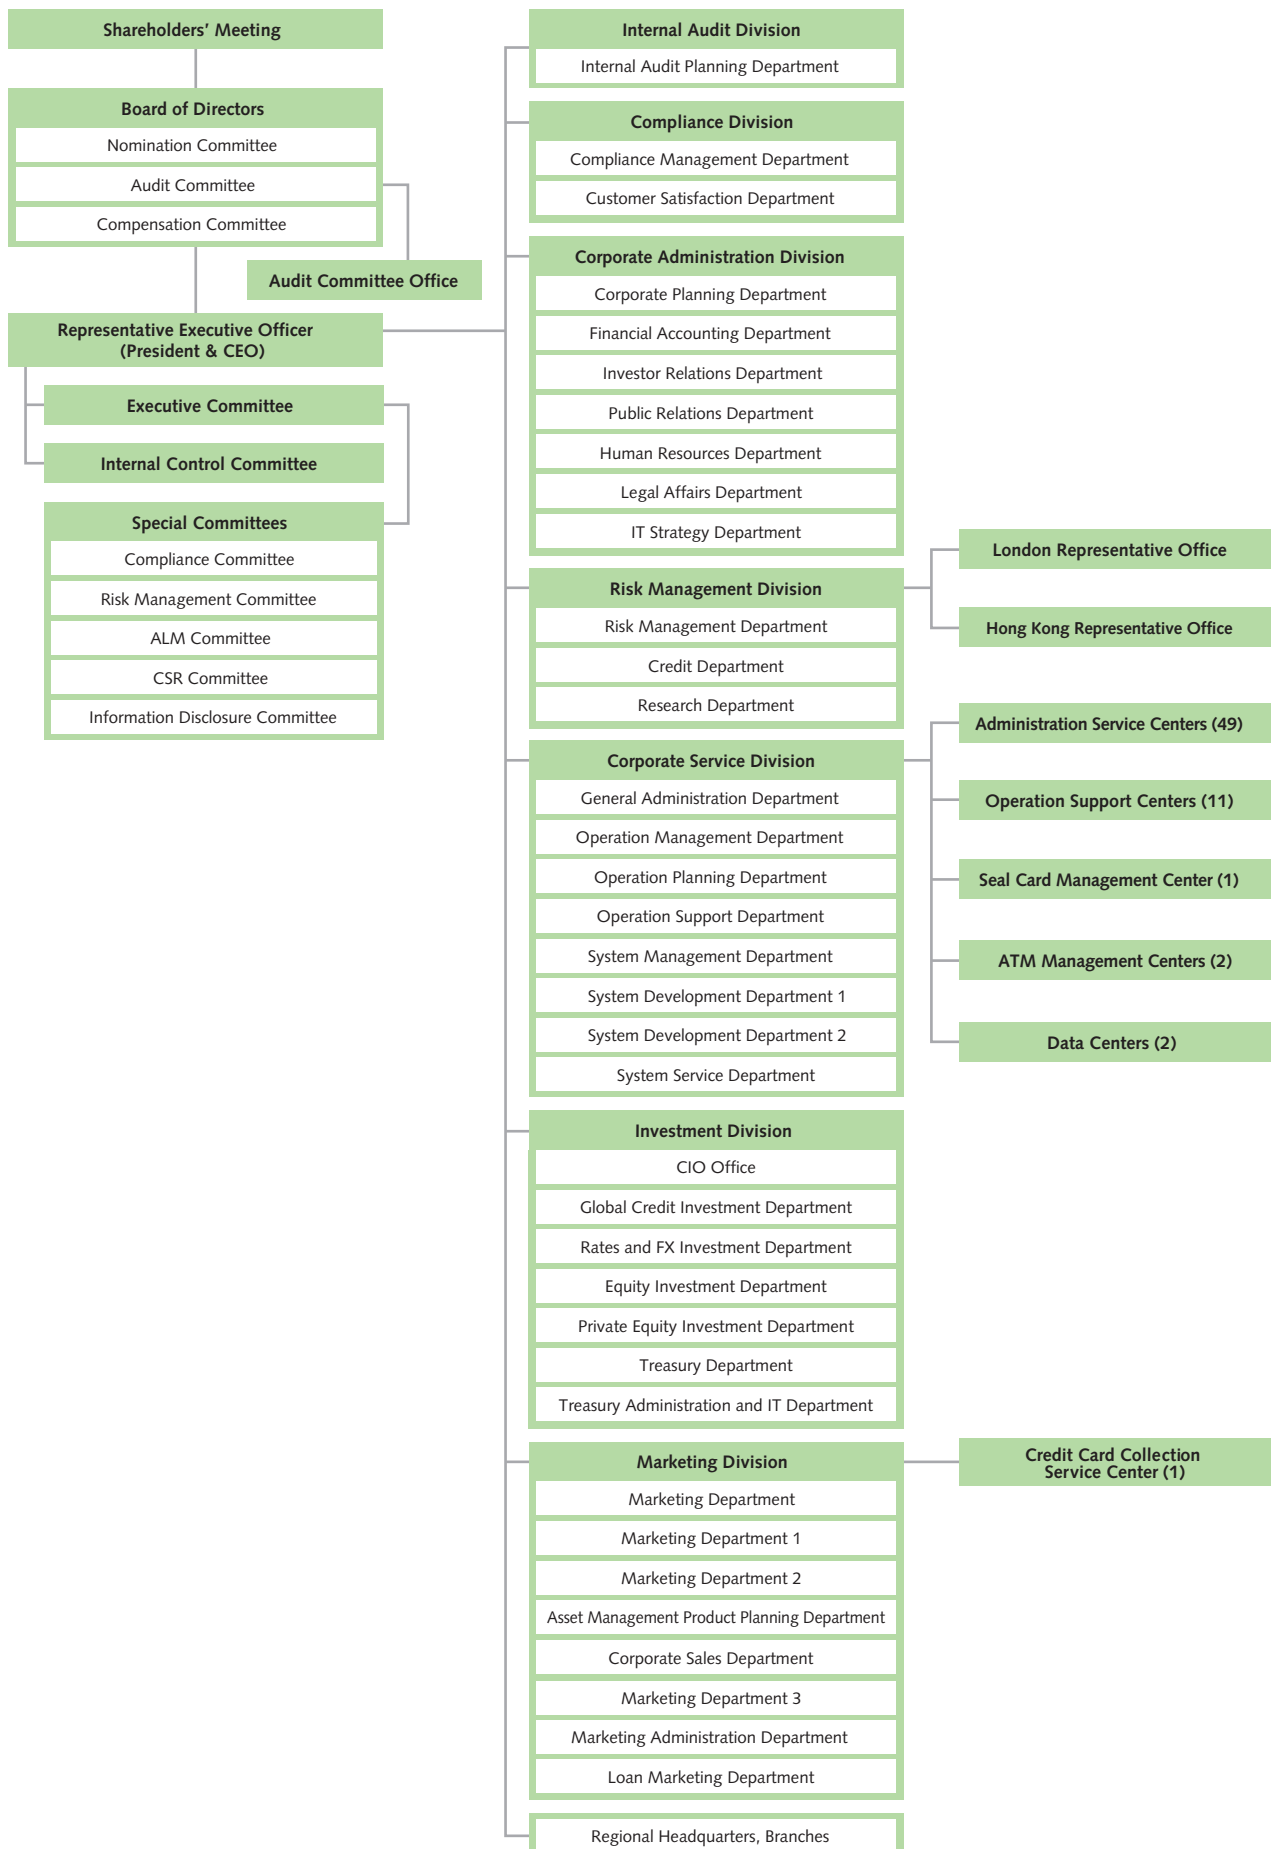 Shareholders' Meeting
Board of Directors
Nomination Committee
Audit Committee
Compensation Committee
Audit Committee Office
Representative Executive Officer
(President & CEO)
Executive Committee
Internal Control Committee
Special Committees
Compliance Committee
Risk Management Committee
ALM Committee
CSR Committee
Information Disclosure Committee
Internal Audit Division
Internal Audit Planning Department
Compliance Division
Compliance Management Department
Customer Satisfaction Department
Corporate Administration Division
Corporate Planning Department
Financial Accounting Department
Investor Relations Department
Public Relations Department
Human Resources Department
Legal Affairs Department
IT Strategy Department
Risk Management Division
Risk Management Department
Credit Department
Research Department
London Representative Office
Hong Kong Representative Office
Corporate Service Division
General Administration Department
Operation Management Department
Operation Planning Department
Operation Support Department
System Management Department
System Development Department 1
System Development Department 2
System Service Department
Administration Service Centers (49)
Operation Support Centers (11)
Seal Card Management Center (1)
ATM Management Centers (2)
Data Centers (2)
Investment Division
CIO Office
Global Credit Investment Department
Rates and FX Investment Department
Equity Investment Department
Private Equity Investment Department
Treasury Department
Treasury Administration and IT Department
Marketing Division
Marketing Department
Marketing Department 1
Marketing Department 2
Asset Management Product Planning Department
Corporate Sales Department
Marketing Department 3
Marketing Administration Department
Loan Marketing Department
Credit Card Collection
Service Center (1)
Regional Headquarters, Branches